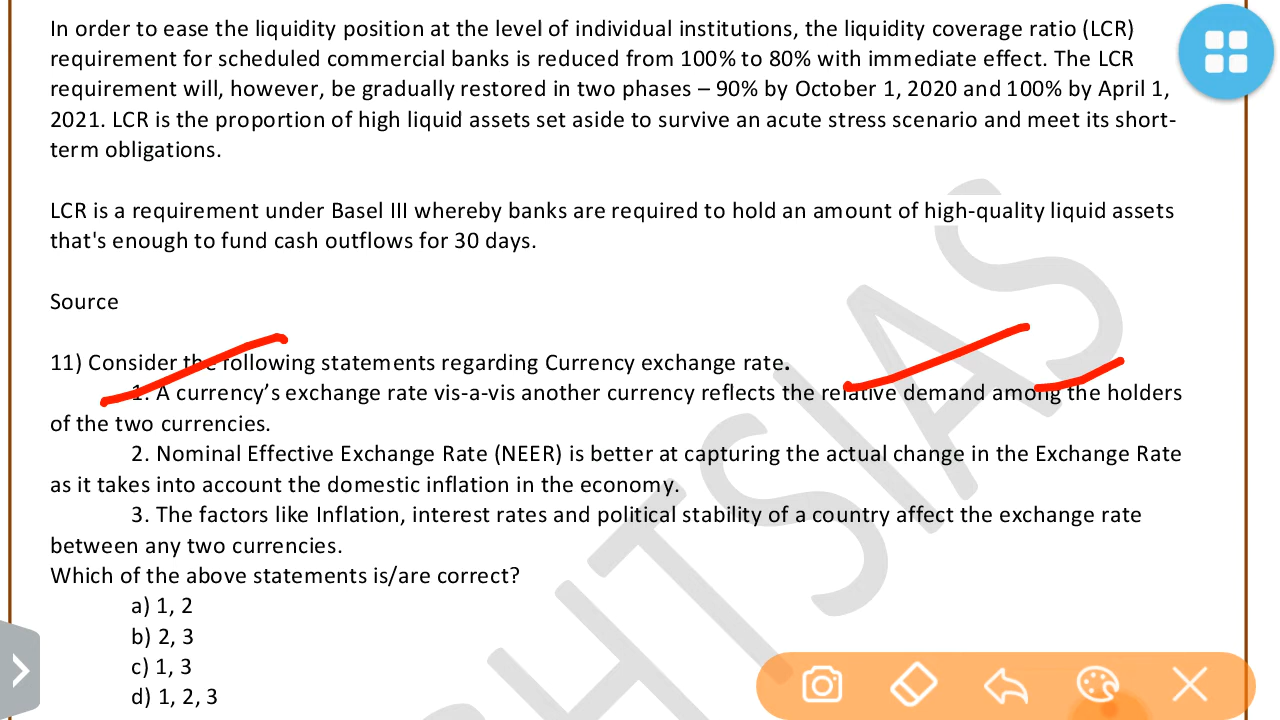 In order to ease the liquidity position at the level of individual institutions, the liquidity coverage ratio (LCR)
requirement for scheduled commercial banks is reduced from 100% to 80% with immediate effect. The LCR
requirement will, however, be gradually restored in two phases – 90% by October 1, 2020 and 100% by April 1,
2021. LCR is the proportion of high liquid assets set aside to survive an acute stress scenario and meet its short-
term obligations.
LCR is a requirement under Basel III whereby banks are required to hold an amount of high-quality liquid assets
that's enough to fund cash outflows for 30 days.
Source
11) Consider the following statements regarding Currency exchange rate.
1. A currency’s exchange rate vis-a-vis another currency reflects the relative demand among the holders
of the two currencies.
2. Nominal Effective Exchange Rate (NEER) is better at capturing the actual change in the Exchange Rate
as it takes into account the domestic inflation in the economy.
3. The factors like Inflation, interest rates and political stability of a country affect the exchange rate
between any two currencies.
Which of the above statements is/are correct?
a) 1, 2
b) 2, 3
c) 1, 3
d) 1, 2, 3
HTSIAS